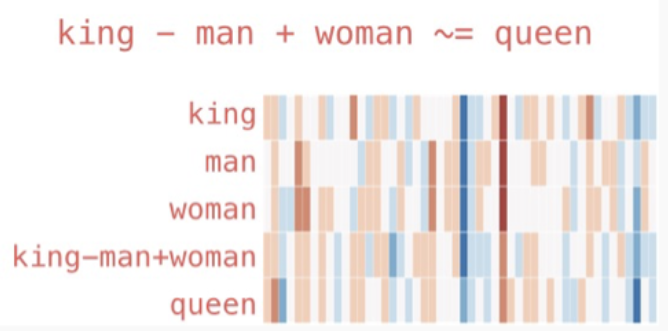 king - man + woman ~= queen
king
man
woman
king-man+woman
queen